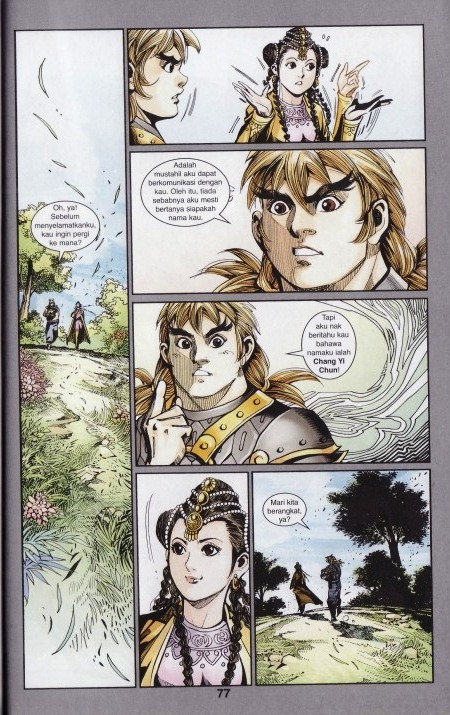 Oh, ya!
Sebelum
menyelamatkanku,
kau ingin pergi
ke mana?
Adalah
mustahil aku dapat
berkomunikasi dengan
kau. Oleh itu, tiada
sebabnya aku mesti
bertanya siapakah
nama kau.
Tapi
aku nak
beritahu kau
bahawa
namaku ialah
Chang Yi
Chun!
Mari kita
berangkat,
ya?
77